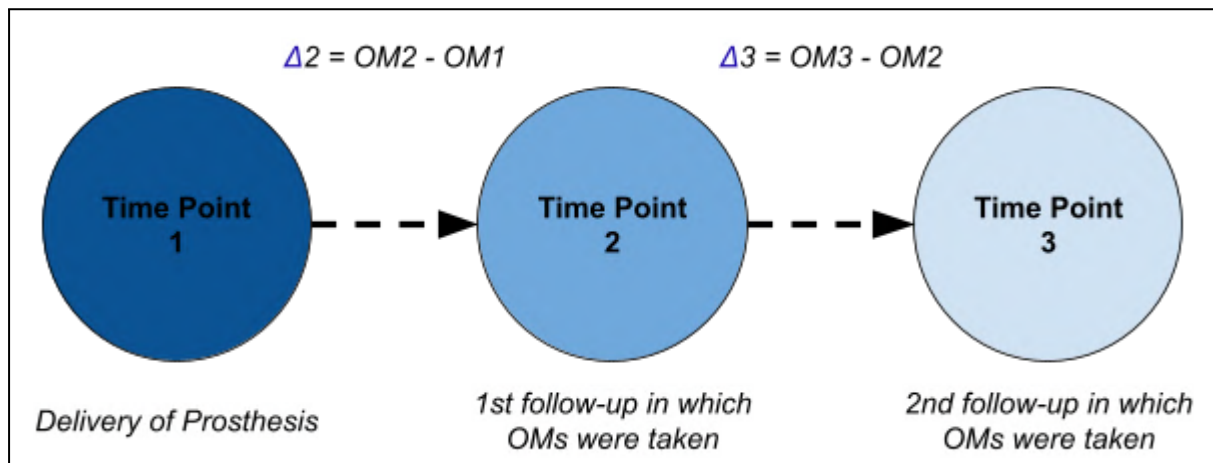 Δ2 = OM2 - OM1
Δ3 = OM3 - OM2
Time Point
1
Time Point
2
Time Point
3
Delivery of Prosthesis
1st follow-up in which
OMs were taken
2nd follow-up in which
OMs were taken